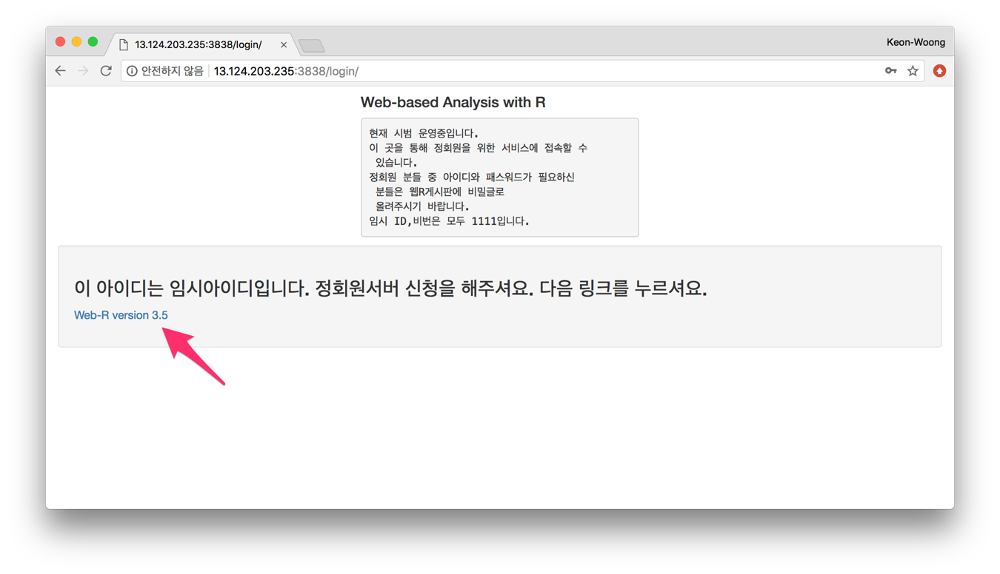 13.124.203.235:3838/login/
Keon-Woong
안전하지 않음 13.124.203.235:3838/login/
Web-based Analysis with R
현재 시범 운영중입니다.
이 곳을 통해 정회원을 위한 서비스에 접속할 수
있습니다.
정회원 분들 중 아이디와 패스워드가 필요하신
분들은 웹R게시판에 비밀글로
올려주시기 바랍니다.
임시 ID,비번은 모두 1111입니다.
이 아이디는 임시아이디입니다. 정회원서버 신청을 해주셔요. 다음 링크를 누르셔요.
Web-R version 3.5